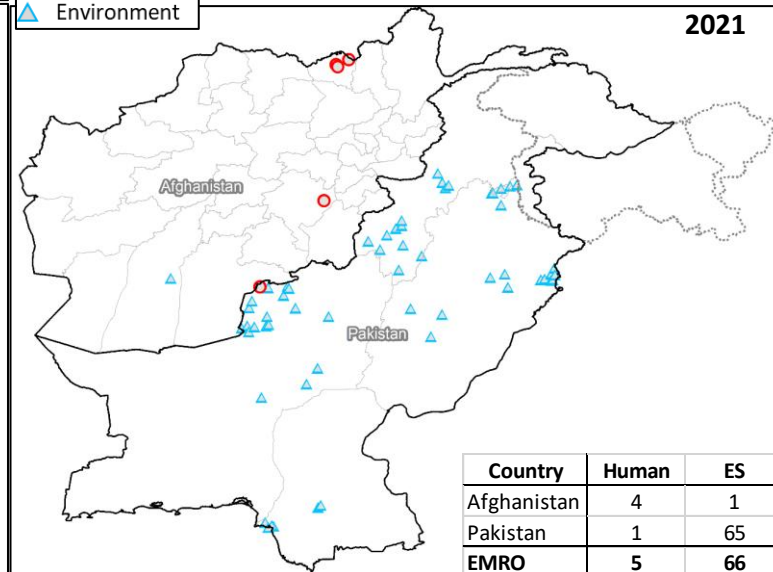 Environment
2021
Afghanistan
Pakistan
Country Human ES
Afghanistan 4 1
Pakistan 1 65
EMRO 5 66